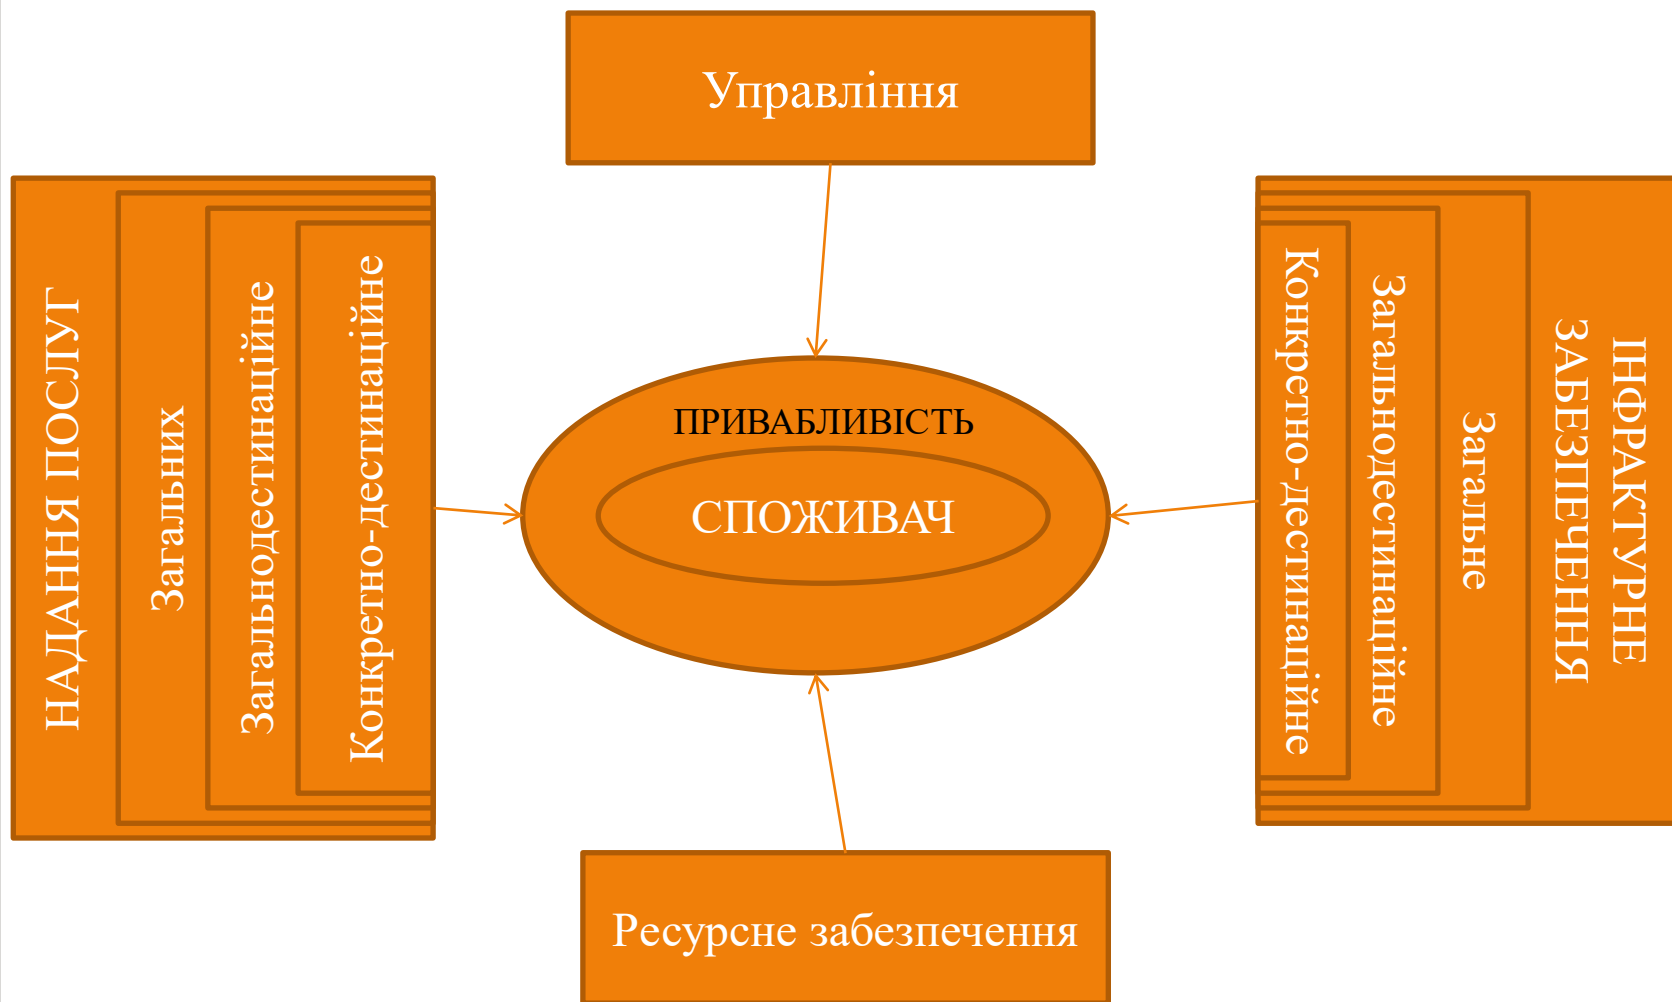 Управління
НАДАННЯ ПОСЛУГ
Загальних
Загальнодестинаційне
Конкретно-дестинаційне
ПРИВАБЛИВІСТЬ
СПОЖИВАЧ
Конкретно-дестинаційне
Загальнодестинаційне
Загальне
ІНФРАКТУРНЕ
ЗАБЕЗПЕЧЕННЯ
Ресурсне забезпечення